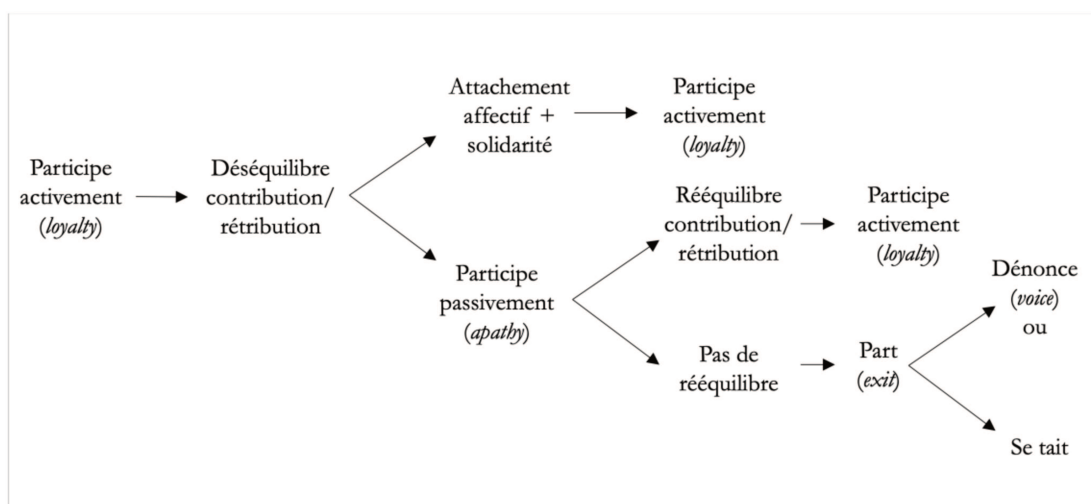 Participe
activement
(loyalty)
Déséquilibre
contribution/
rétribution
Attachement
affectif +
solidarité
Participe
activement
(loyalty)
Participe
passivement
(apathy)
Rééquilibre
contribution/
rétribution
Participe
activement
(loyalty)
Pas de
rééquilibre
Part
(exit)
Dénonce
(voice)
ou
Se tait